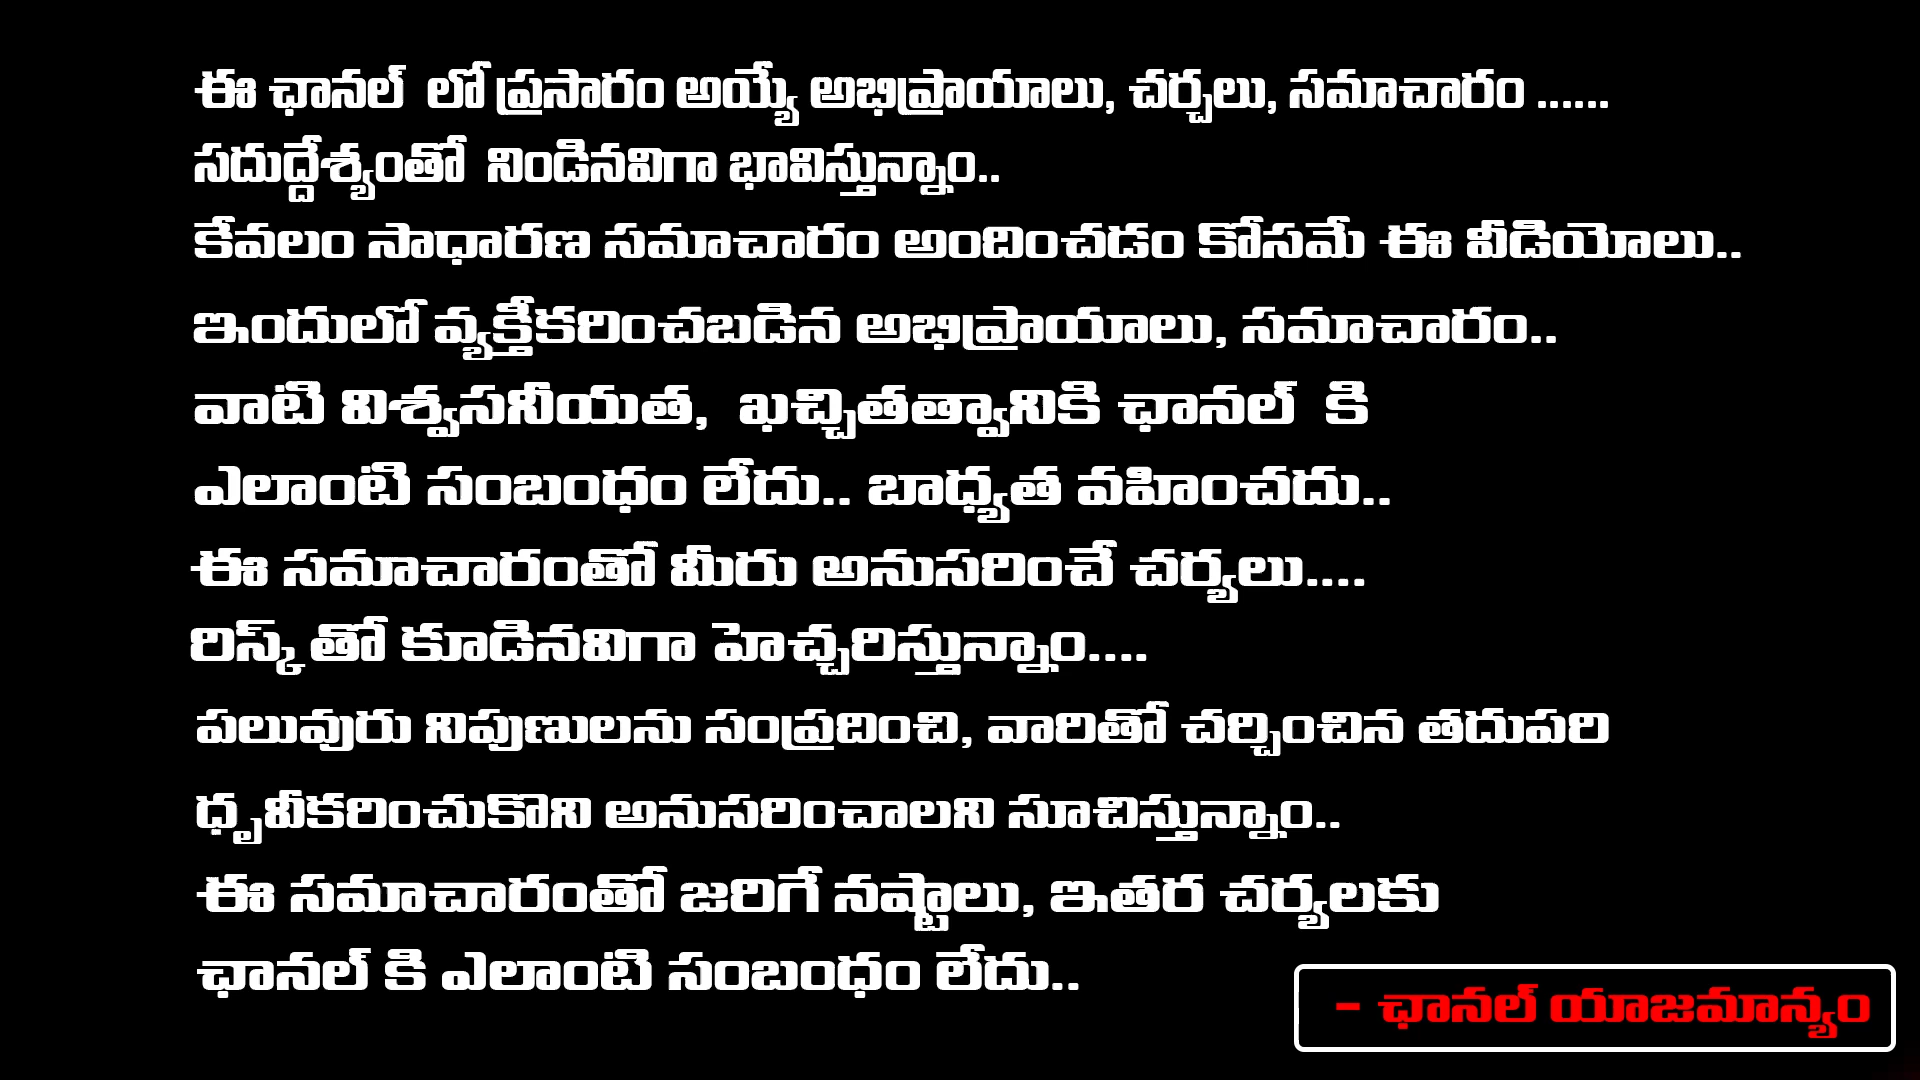 ఈ ఛానల్ లో ప్రసారం అయ్యే అభిప్రాయాలు, చర్చలు, సమాచారం ......
సదుద్దేశ్యంతో నిండినవిగా భావిస్తున్నాం..
కేవలం సాధారణ సమాచారం అందించడం కోసమే ఈ వీడియోలు..
ఇందులో వ్యక్తీకరించబడిన అభిప్రాయాలు, సమాచారం..
వాటి విశ్వసనీయత, ఖచ్చితత్వానికి ఛానల్ కి
ఎలాంటి సంబంధం లేదు.. బాధ్యత వహించదు..
ఈ సమాచారంతో మీరు అనుసరించే చర్యలు....
రిస్క్ తో కూడినవిగా హెచ్చరిస్తున్నాం....
పలువురు నిపుణులను సంప్రదించి, వారితో చర్చించిన తదుపరి
ధృవీకరించుకొని అనుసరించాలని సూచిస్తున్నాం..
ఈ సమాచారంతో జరిగే నష్టాలు, ఇతర చర్యలకు
ఛానల్ కి ఎలాంటి సంబంధం లేదు..
- ఛానల్ యాజమాన్యం